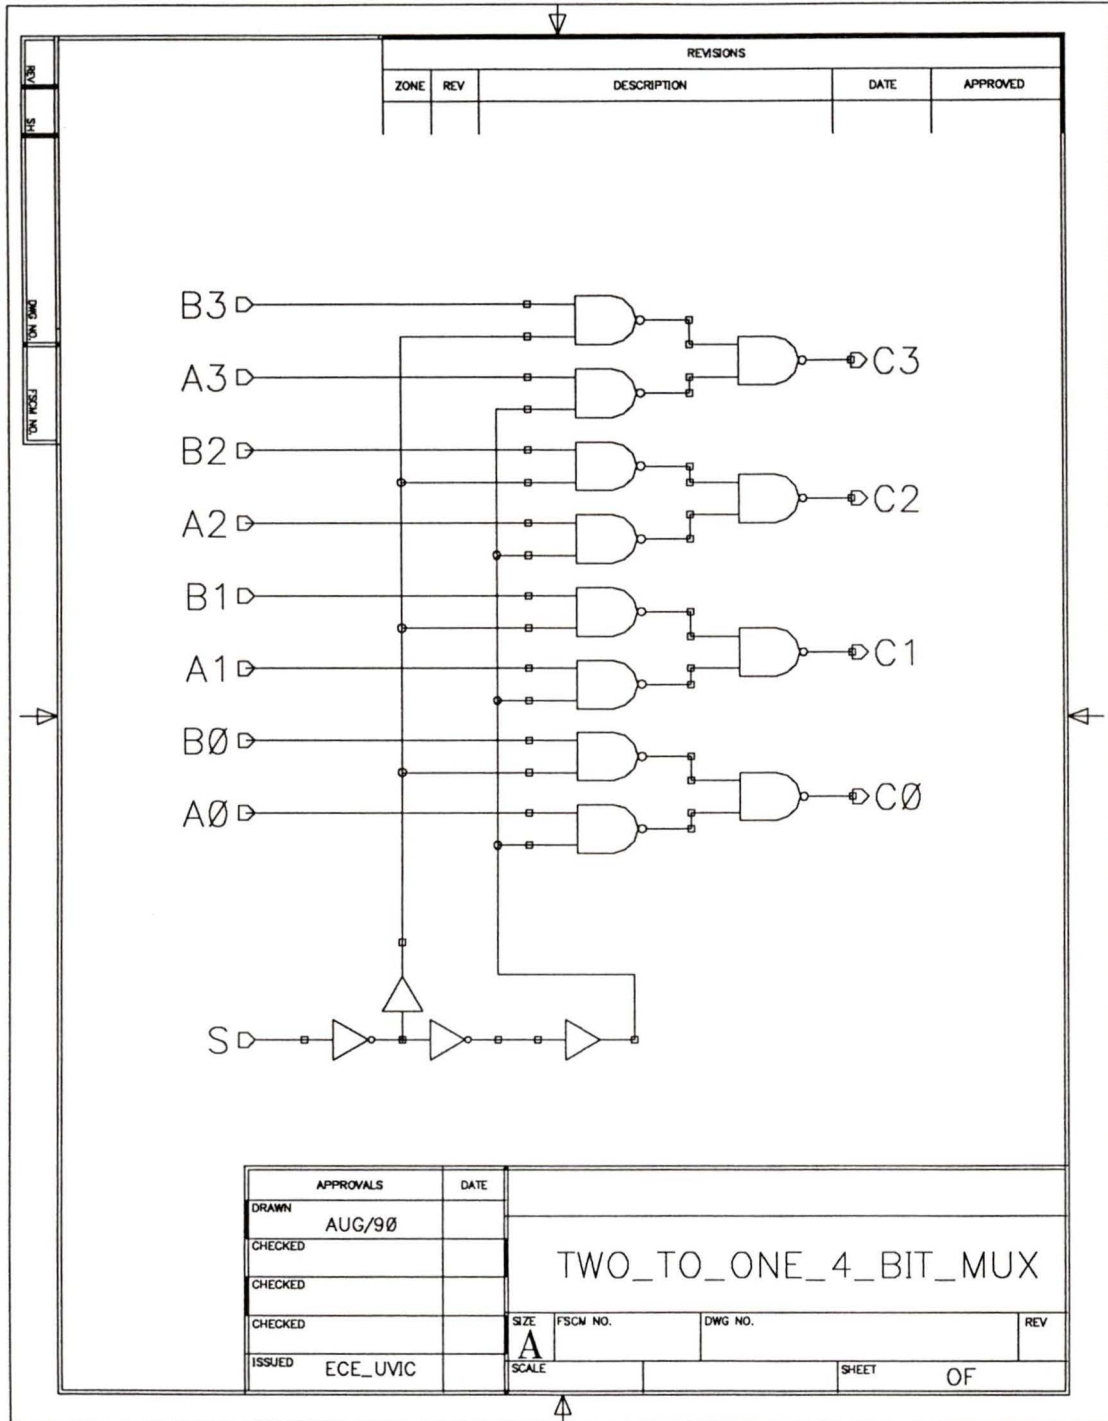 REVISIONS
ZONE REV DESCRIPTION DATE APPROVED
REV
SH
DWG NO.
FSCM NO.
B3
A3
C3
B2
A2
C2
B1
A1
C1
BØ
AØ
CØ
S
APPROVALS DATE
DRAWN
AUG/9Ø
CHECKED
CHECKED
CHECKED
ISSUED ECE_UVIC
TWO_TO_ONE_4_BIT_MUX
SIZE FSCM NO. DWG NO. REV
A
SCALE SHEET OF